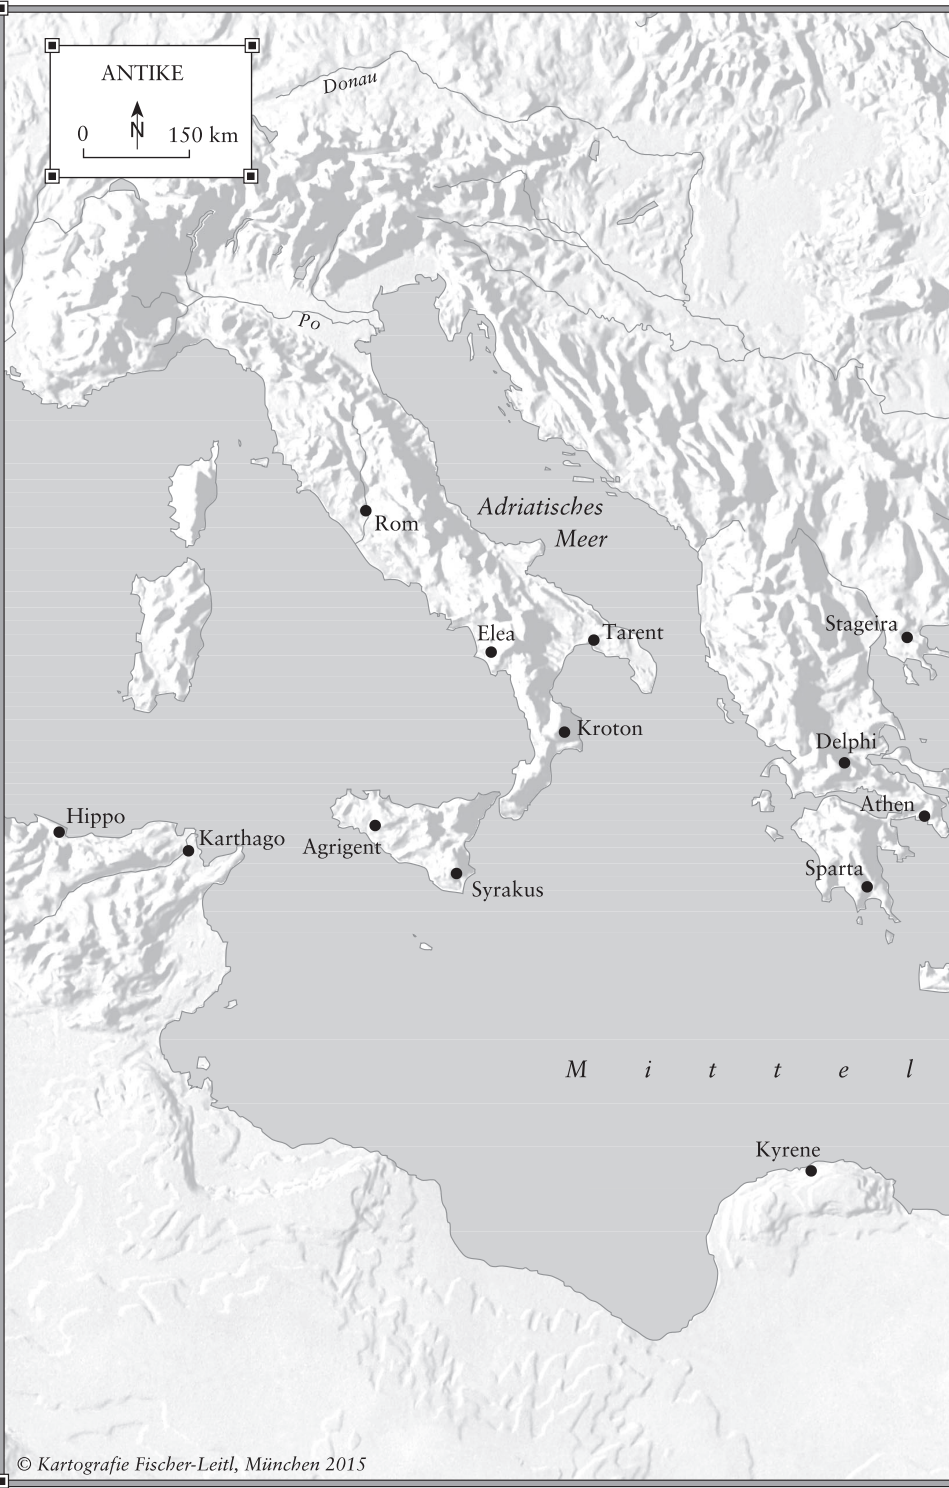 ANTIKE
N
0 150 km
Donau
Po
Adriatisches
Meer
Rom
Stageira
Elea
Tarent
Kroton
Delphi
Athen
Hippo
Karthago
Agrigent
Sparta
Syrakus
M i t t e l
Kyrene
© Kartografie Fischer-Leitl, München 2015